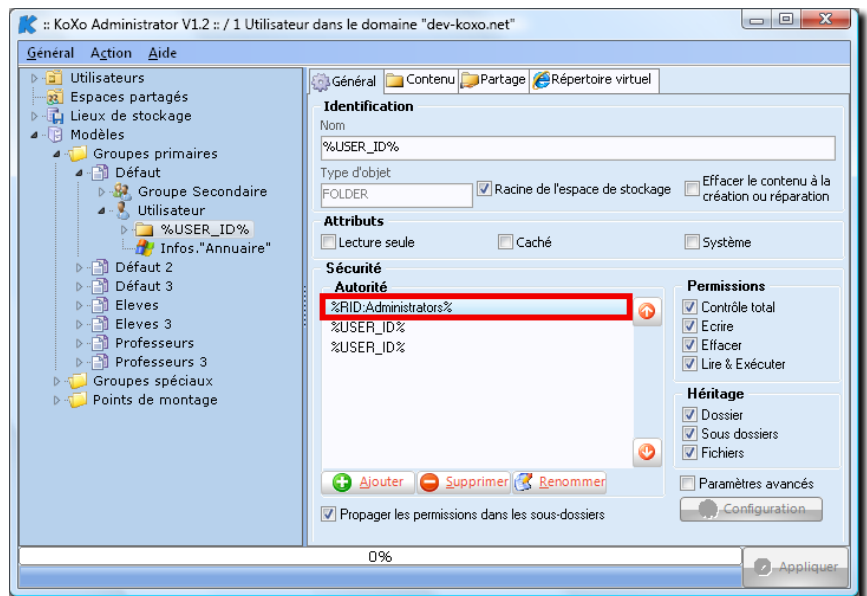 :: KoXo Administrator V1.2 :: / 1 Utilisateur dans le domaine "dev-koxo.net"
Général Action Aide
Utilisateurs
Espaces partagés
Lieux de stockage
Modèles
Groupes primaires
Défaut
Groupe Secondaire
Utilisateur
%USER_ID%
Infos."Annuaire"
Défaut 2
Défaut 3
Eleves
Eleves 3
Professeurs
Professeurs 3
Groupes spéciaux
Points de montage
Général Contenu Partage Répertoire virtuel
Identification
Nom
%USER_ID%
Type d'objet
FOLDER
Racine de l'espace de stockage
Effacer le contenu à la
création ou réparation
Attributs
Lecture seule Caché Système
Sécurité
Autorité
%RID:Administrators%
%USER_ID%
%USER_ID%
Ajouter Supprimer Renommer
Propager les permissions dans les sous-dossiers
Permissions
Contrôle total
Ecrire
Effacer
Lire & Exécuter
Héritage
Dossier
Sous dossiers
Fichiers
Paramètres avancés
Configuration
0%
Appliquer